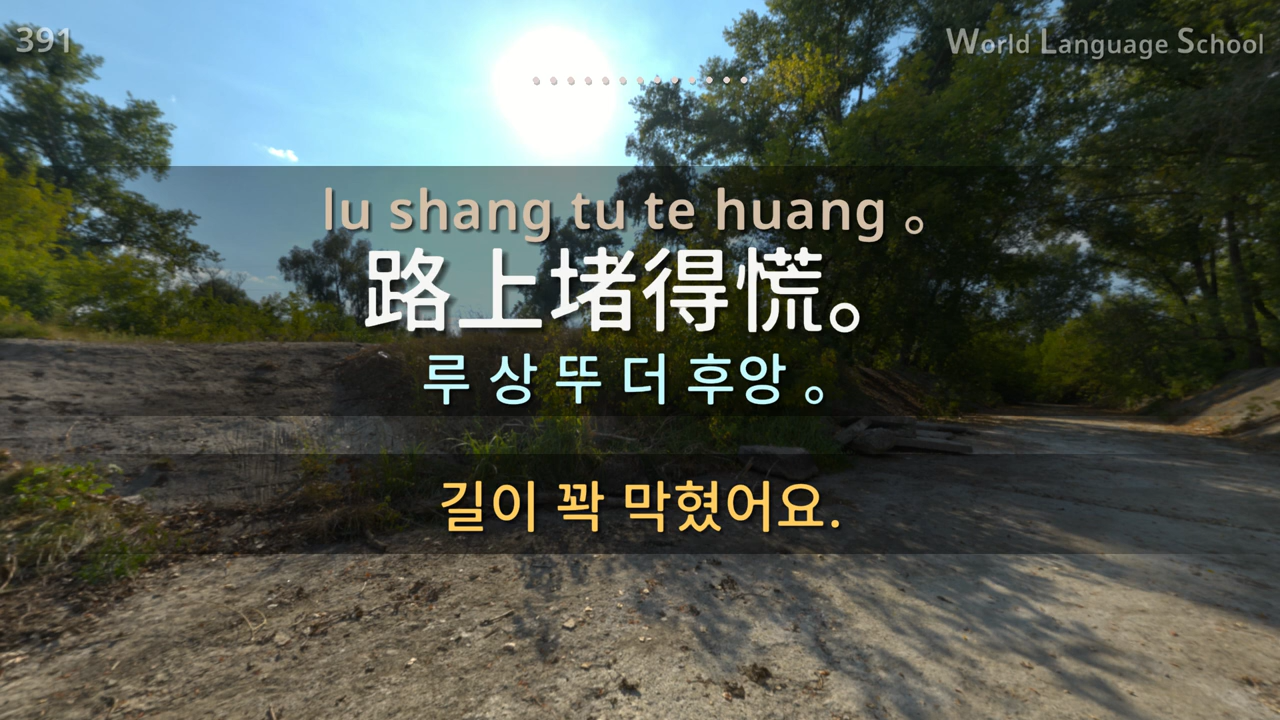 391
World Language School
lu shang tu te huang 。
路上堵得慌。
루 상 뚜 더 후앙 。
길이 꽉 막혔어요.